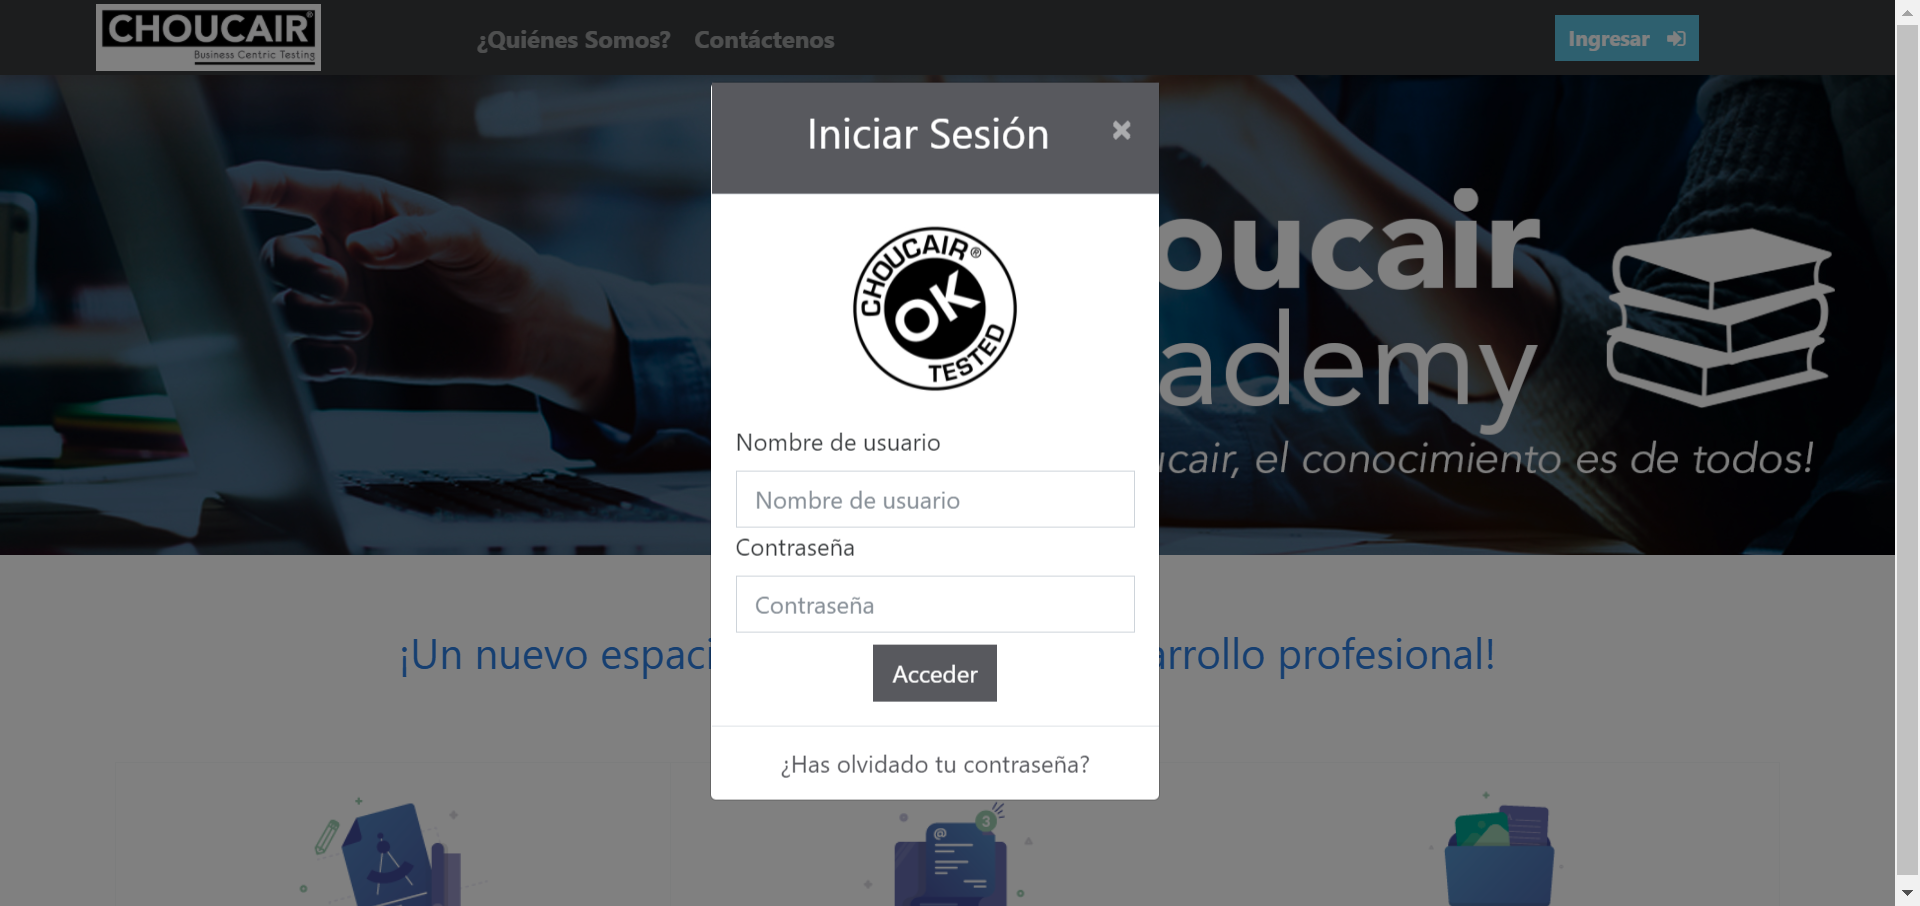 CHOUCAIR®
Business Centric Testing
¿Quiénes Somos?
Contáctenos
Ingresar
Iniciar Sesión
×
CHOUCAIR®
OK
TESTED
oucair
ademy
ucair, el conocimiento es de todos!
Nombre de usuario
Nombre de usuario
Contraseña
Contraseña
Acceder
¿Has olvidado tu contraseña?
¡Un nuevo espaci
arrollo profesional!
@
3